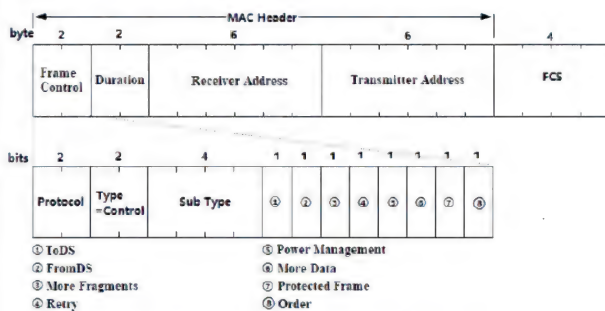 MAC Header
byte 2 2 6 6 4
Frame Control Duration Receiver Address Transmitter Address FCS
bits 2 2 4 1 1 1 1 1 1 1 1
Protocol Type =Control Sub Type ① ② ③ ④ ⑤ ⑥ ⑦ ⑧
① ToDS ⑤ Power Management
② FromDS ⑥ More Data
③ More Fragments ⑦ Protected Frame
④ Retry ⑧ Order